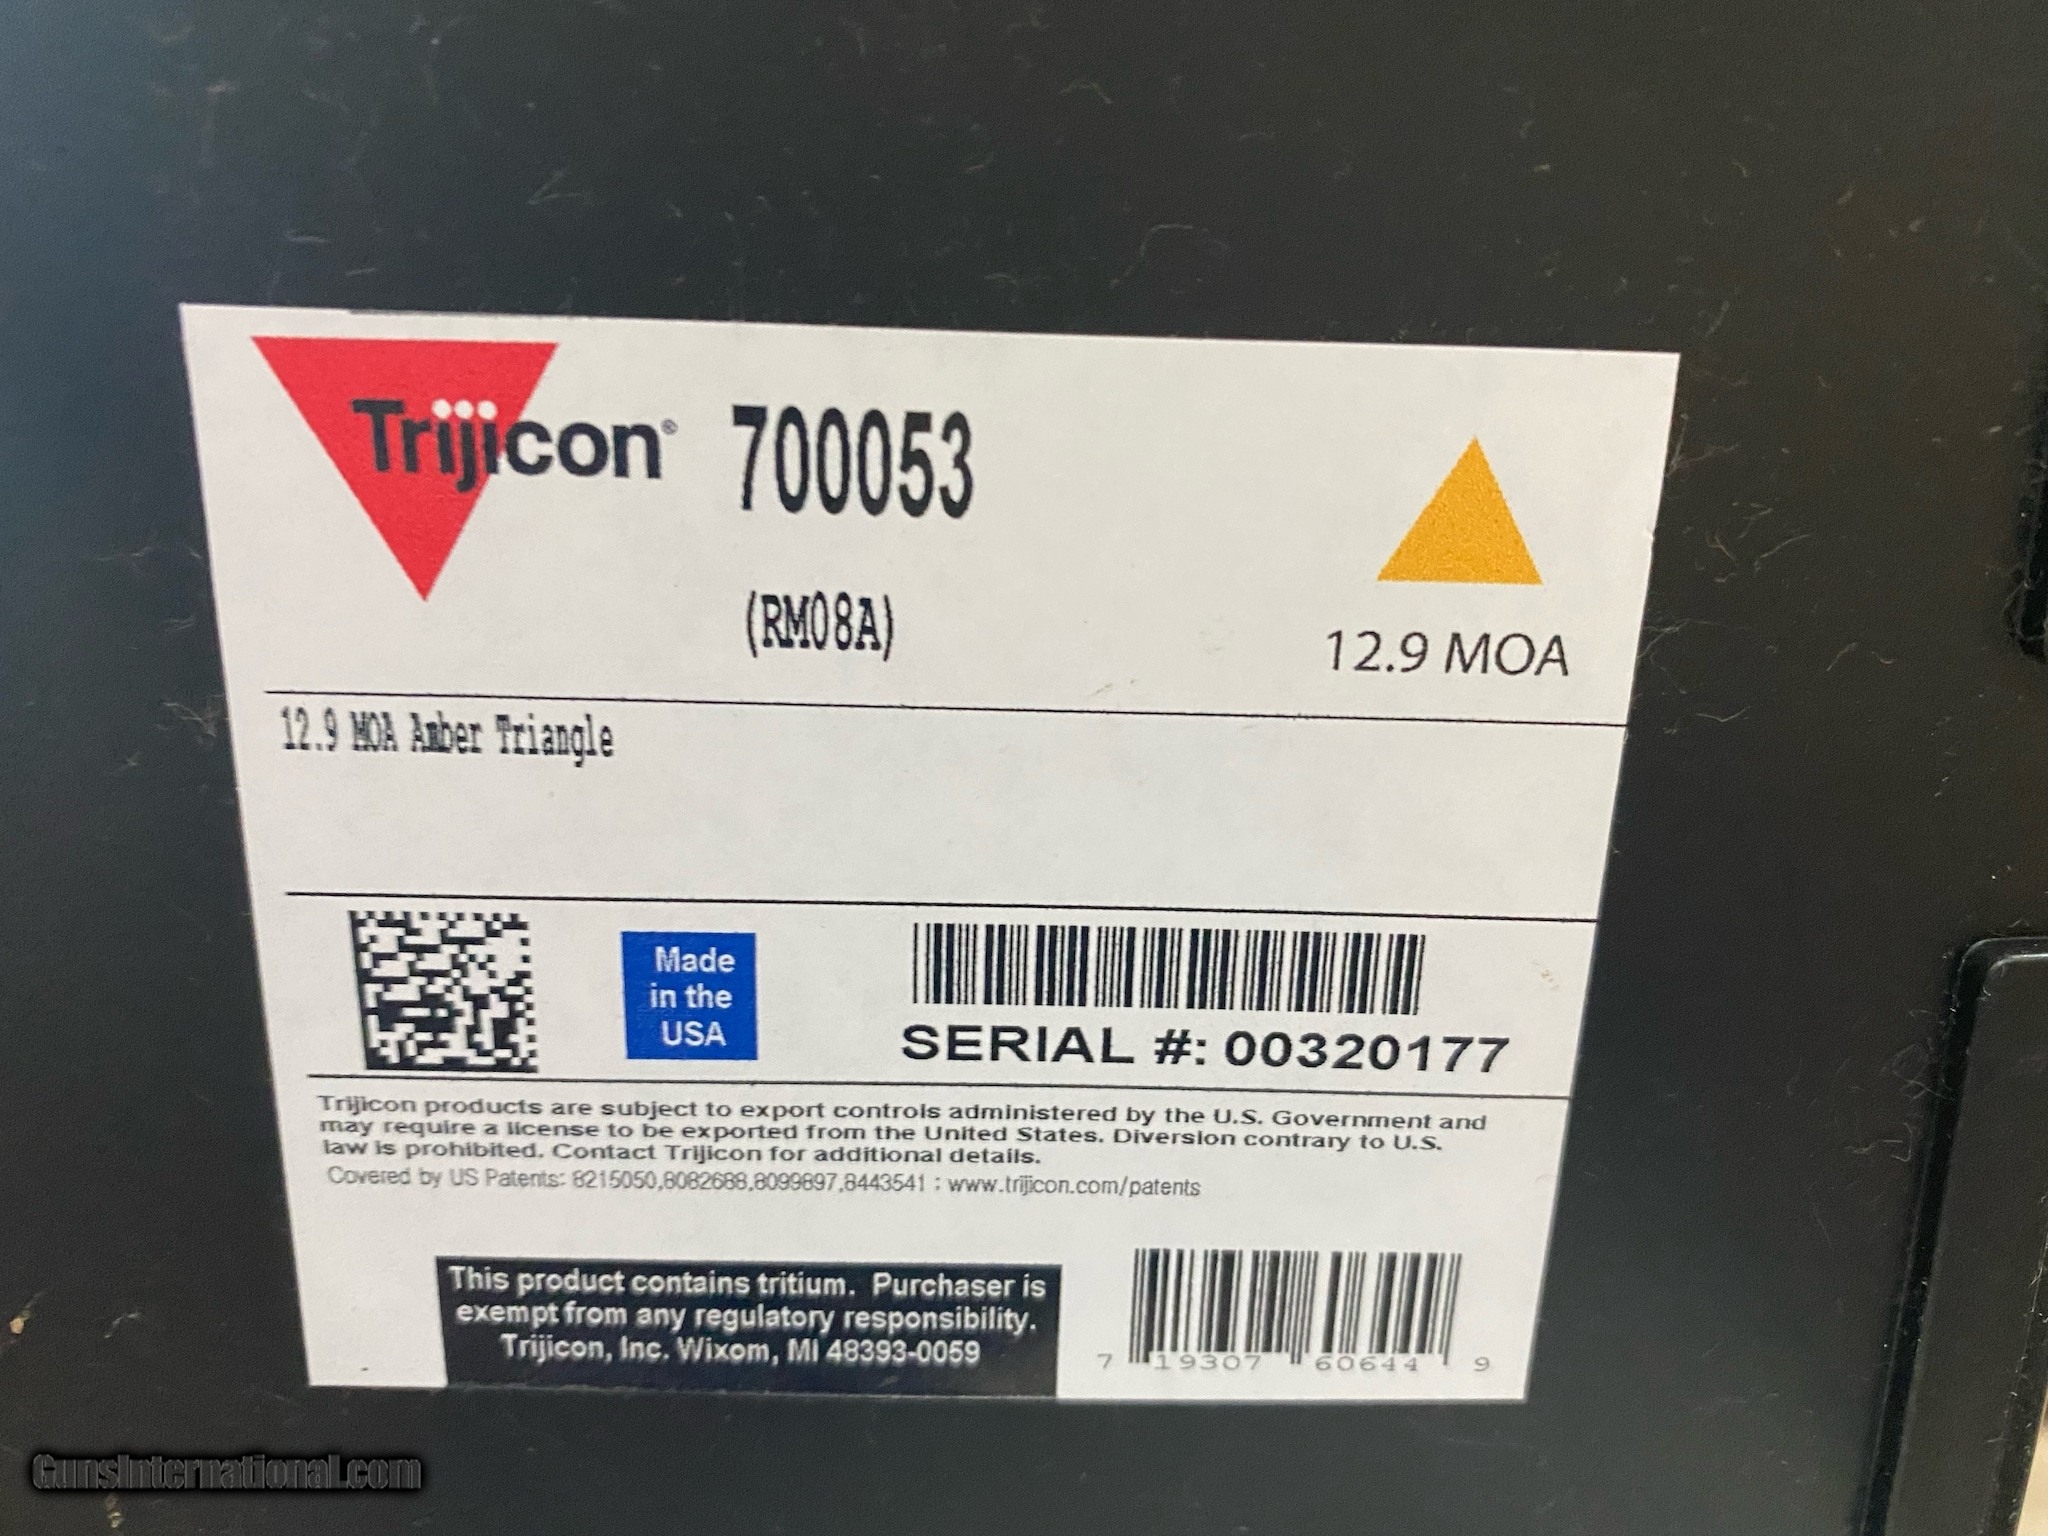 Trijicon® 700053
(RM08A)
12.9 MOA
12.9 MOA Amber Triangle
Made
in the
USA
SERIAL #: 00320177
Trijicon products are subject to export controls administered by the U.S. Government and
may require a license to be exported from the United States. Diversion contrary to U.S.
law is prohibited. Contact Trijicon for additional details.
Covered by US Patents: 8215050,8082688,8099897,8443541 : www.trijicon.com/patents
This product contains tritium. Purchaser is
exempt from any regulatory responsibility.
Trijicon, Inc. Wixom, MI 48393-0059
7 19307 60644 9
GunsInternational.com